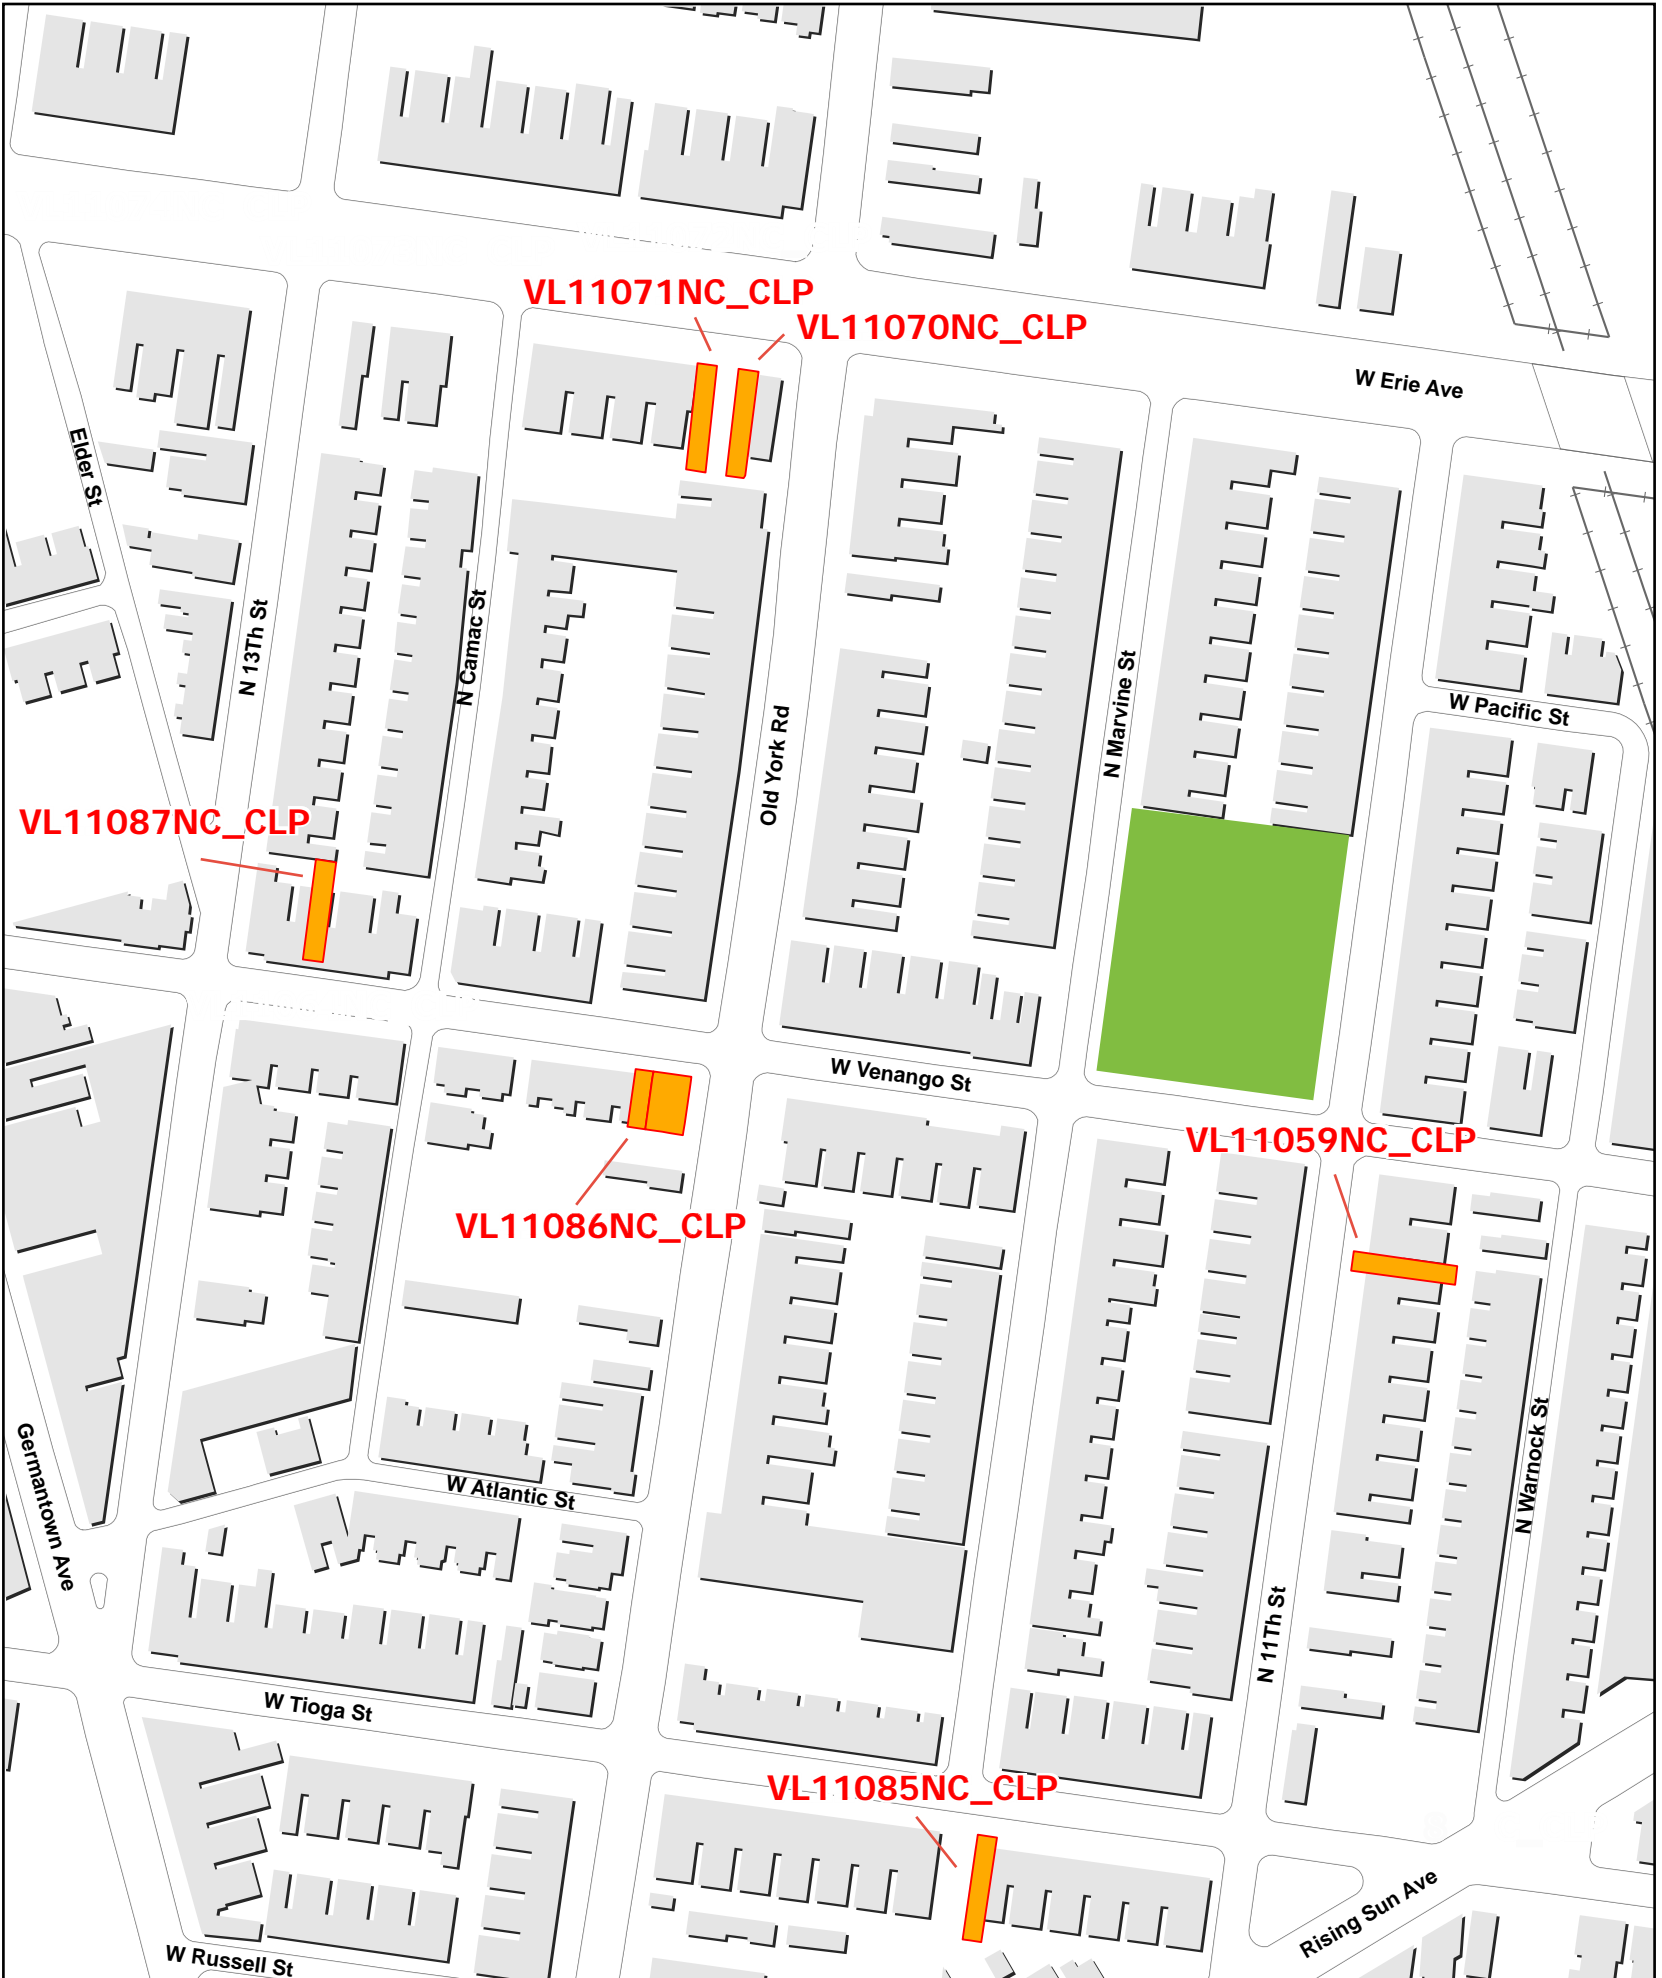 VL11071NC_CLP
VL11070NC_CLP
W Erie Ave
Elder St
N 13Th St
N Camac St
Old York Rd
N Marvine St
W Pacific St
VL11087NC_CLP
W Venango St
VL11059NC_CLP
VL11086NC_CLP
Germantown Ave
W Atlantic St
N Warnock St
N 11Th St
W Tioga St
VL11085NC_CLP
Rising Sun Ave
W Russell St